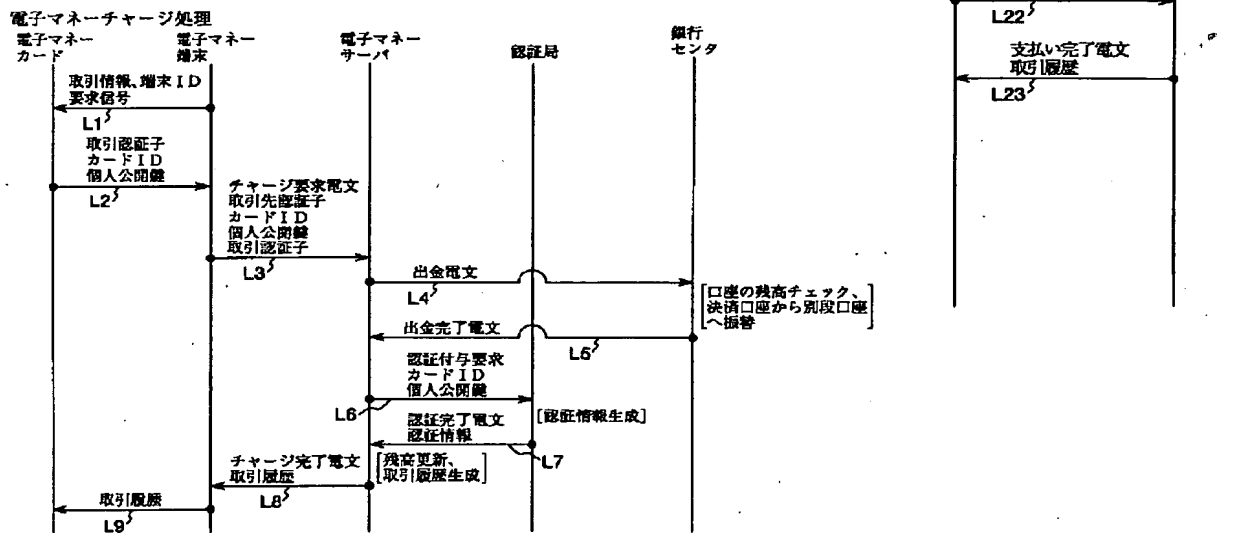 電子マネーチャージ処理
電子マネー
カード
電子マネー
端末
電子マネー
サーバ
認証局
銀行
センタ
取引情報、端末ID
要求信号
L1
取引認証子
カードID
個人公開鍵
L2
チャージ要求電文
取引先認証子
カードID
個人公開鍵
取引認証子
L3
出金電文
L4
口座の残高チェック、
決済口座から別段口座
へ振替
出金完了電文
L5
認証付与要求
カードID
個人公開鍵
L6
[認証情報生成]
認証完了電文
認証情報
L7
残高更新、
取引履歴生成
チャージ完了電文
取引履歴
L8
取引履歴
L9
L22
支払い完了電文
取引履歴
L23